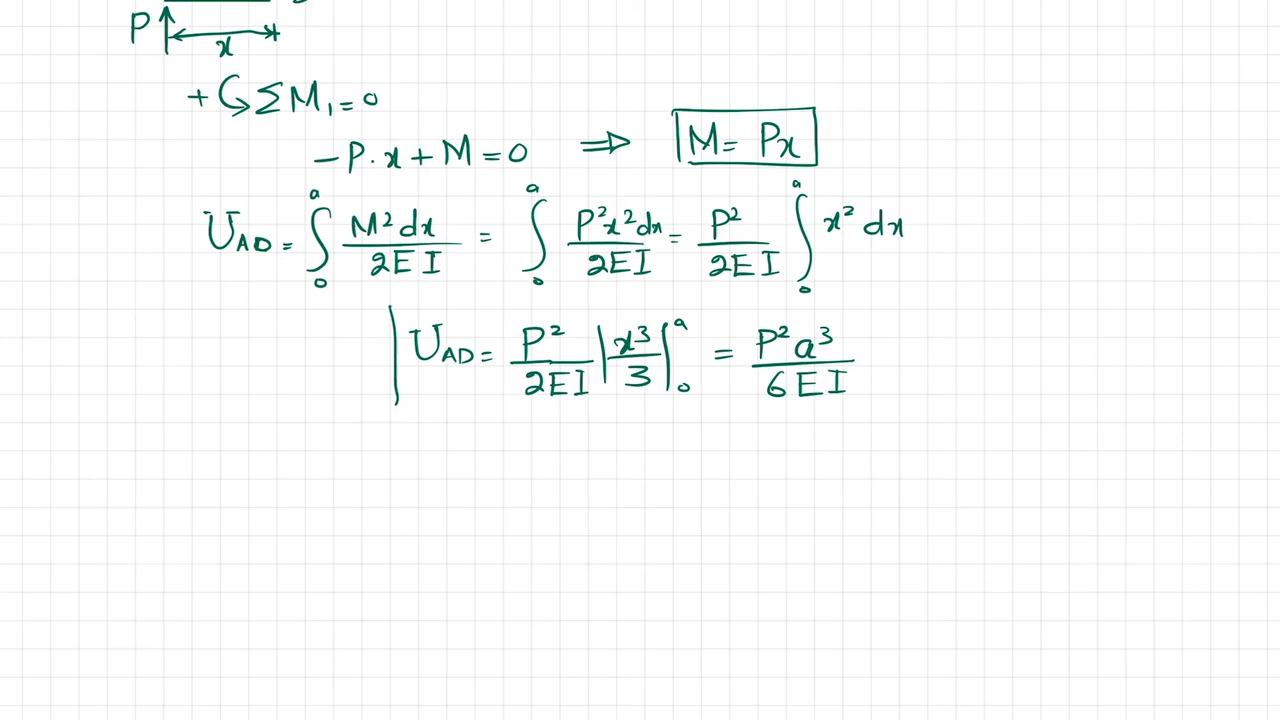 P
x
+ ↺ ΣM₁ = 0
−P·x + M = 0 ⇒ M = Px
U_AD = ∫₀ᵃ M²dx / 2EI = ∫₀ᵃ P²x²dx / 2EI = P² / 2EI ∫₀ᵃ x² dx
U_AD = P² / 2EI | x³ / 3 |₀ᵃ = P²a³ / 6EI